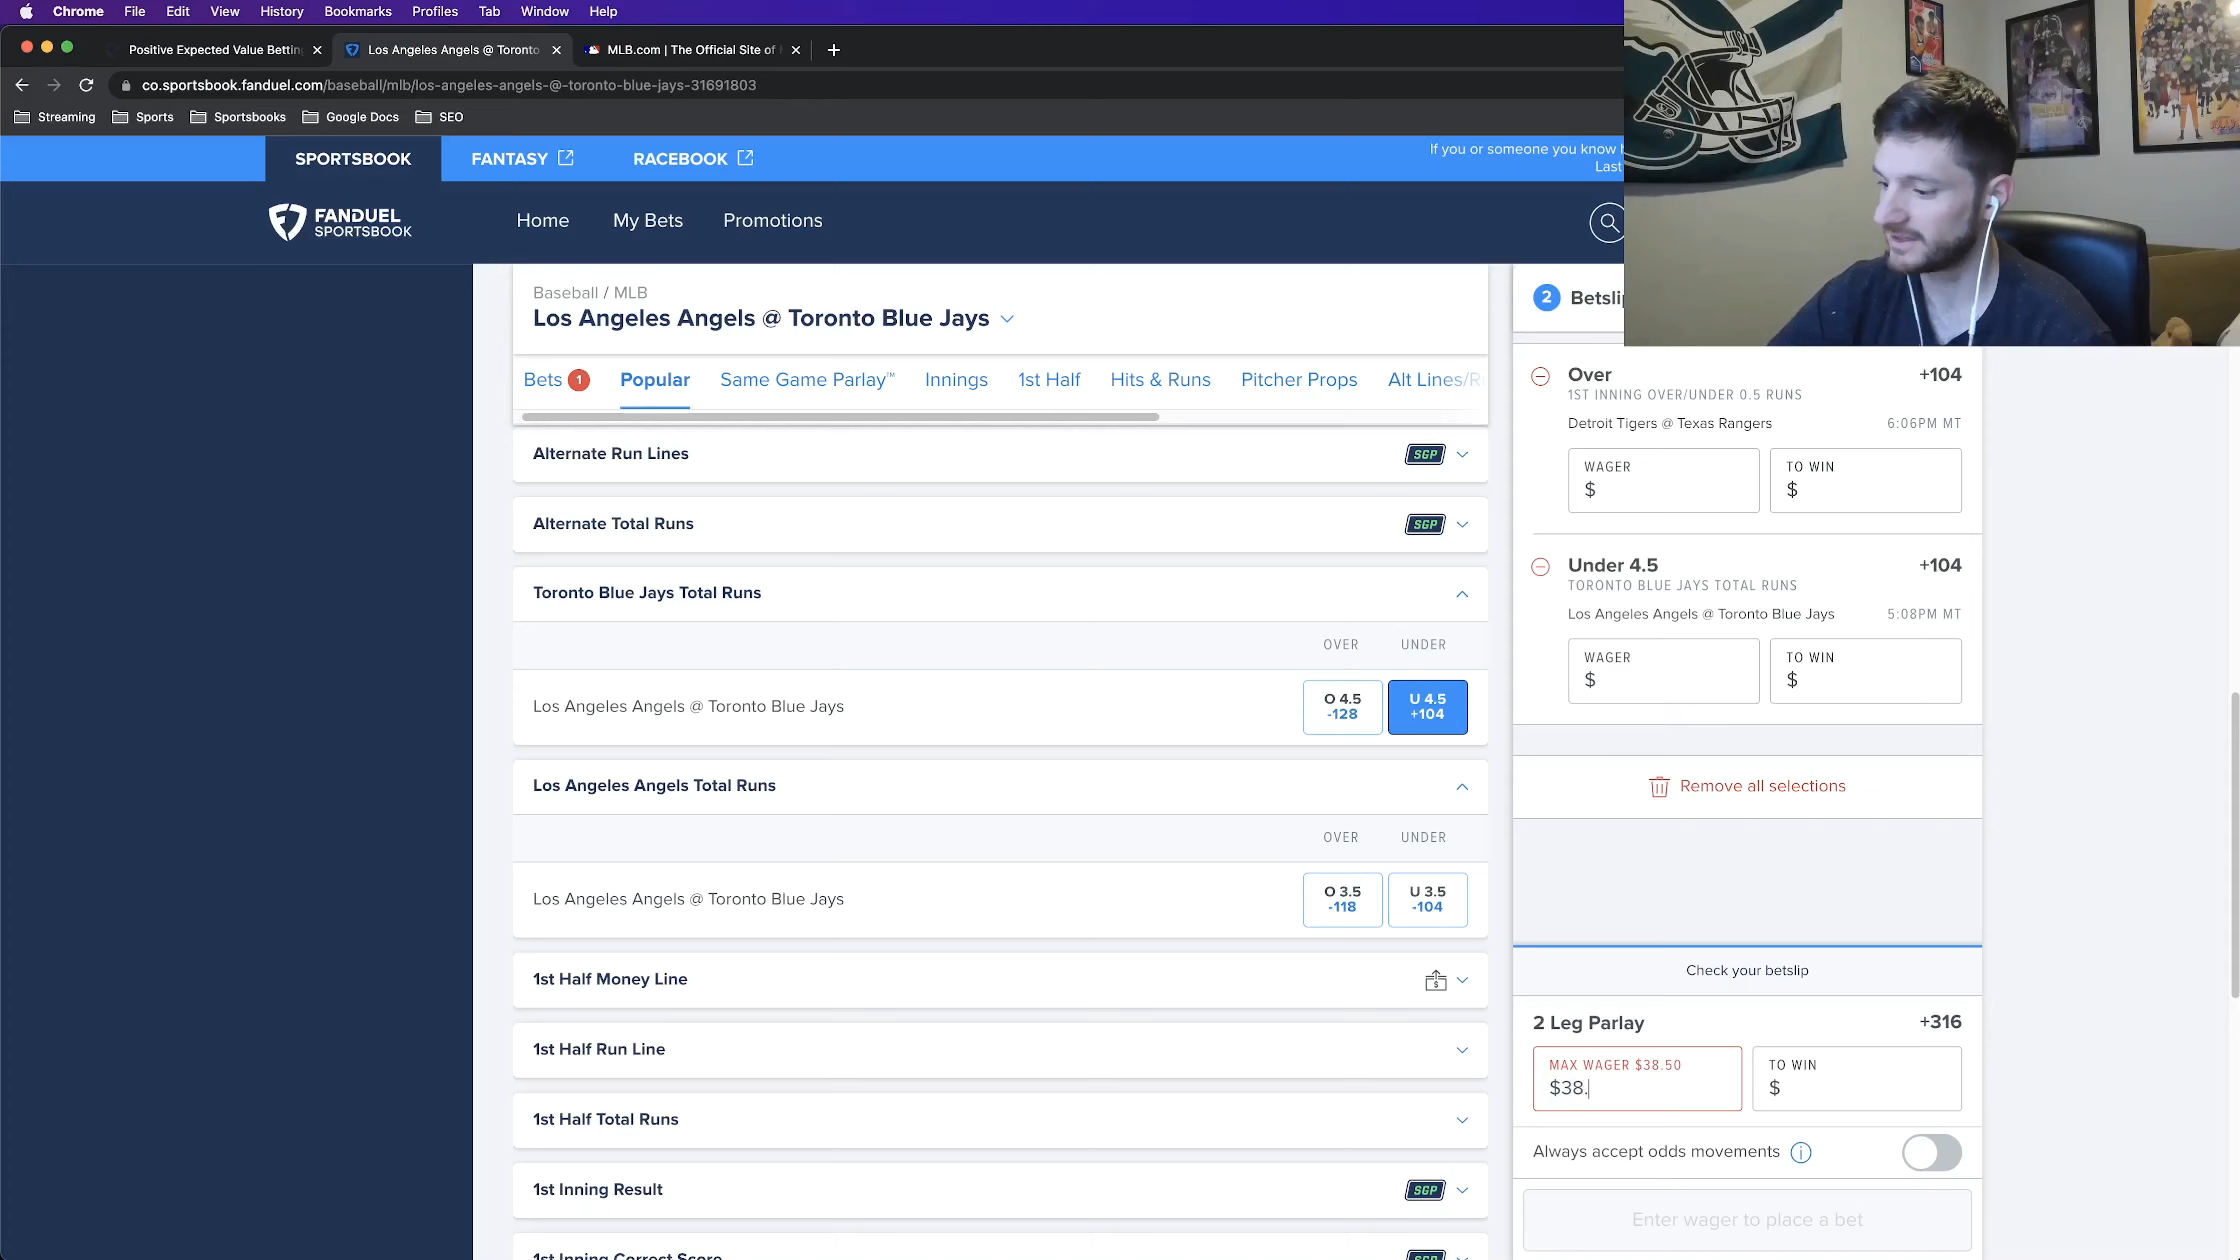 Chrome File Edit View History Bookmarks Profiles Tab Window Help
Positive Expected Value Bettin
Los Angeles Angels @ Toronto
MLB.com | The Official Site of
co.sportsbook.fanduel.com/baseball/mlb/los-angeles-angels-@-toronto-blue-jays-31691803
Streaming Sports Sportsbooks Google Docs SEO
SPORTSBOOK FANTASY RACEBOOK
If you or someone you know
Last
FANDUEL
SPORTSBOOK
Home My Bets Promotions
Baseball / MLB
Los Angeles Angels @ Toronto Blue Jays
Bets 1 Popular Same Game Parlay™ Innings 1st Half Hits & Runs Pitcher Props Alt Lines/R
Alternate Run Lines SGP
Alternate Total Runs SGP
Toronto Blue Jays Total Runs
OVER UNDER
Los Angeles Angels @ Toronto Blue Jays
O 4.5 U 4.5
-128 +104
Los Angeles Angels Total Runs
OVER UNDER
Los Angeles Angels @ Toronto Blue Jays
O 3.5 U 3.5
-118 -104
1st Half Money Line
1st Half Run Line
1st Half Total Runs
1st Inning Result SGP
1st Inning Correct Score SGP
2 Betslip
Over +104
1ST INNING OVER/UNDER 0.5 RUNS
Detroit Tigers @ Texas Rangers 6:06PM MT
WAGER TO WIN
$ $
Under 4.5 +104
TORONTO BLUE JAYS TOTAL RUNS
Los Angeles Angels @ Toronto Blue Jays 5:08PM MT
WAGER TO WIN
$ $
Remove all selections
Check your betslip
2 Leg Parlay +316
MAX WAGER $38.50 TO WIN
$38. $
Always accept odds movements
Enter wager to place a bet